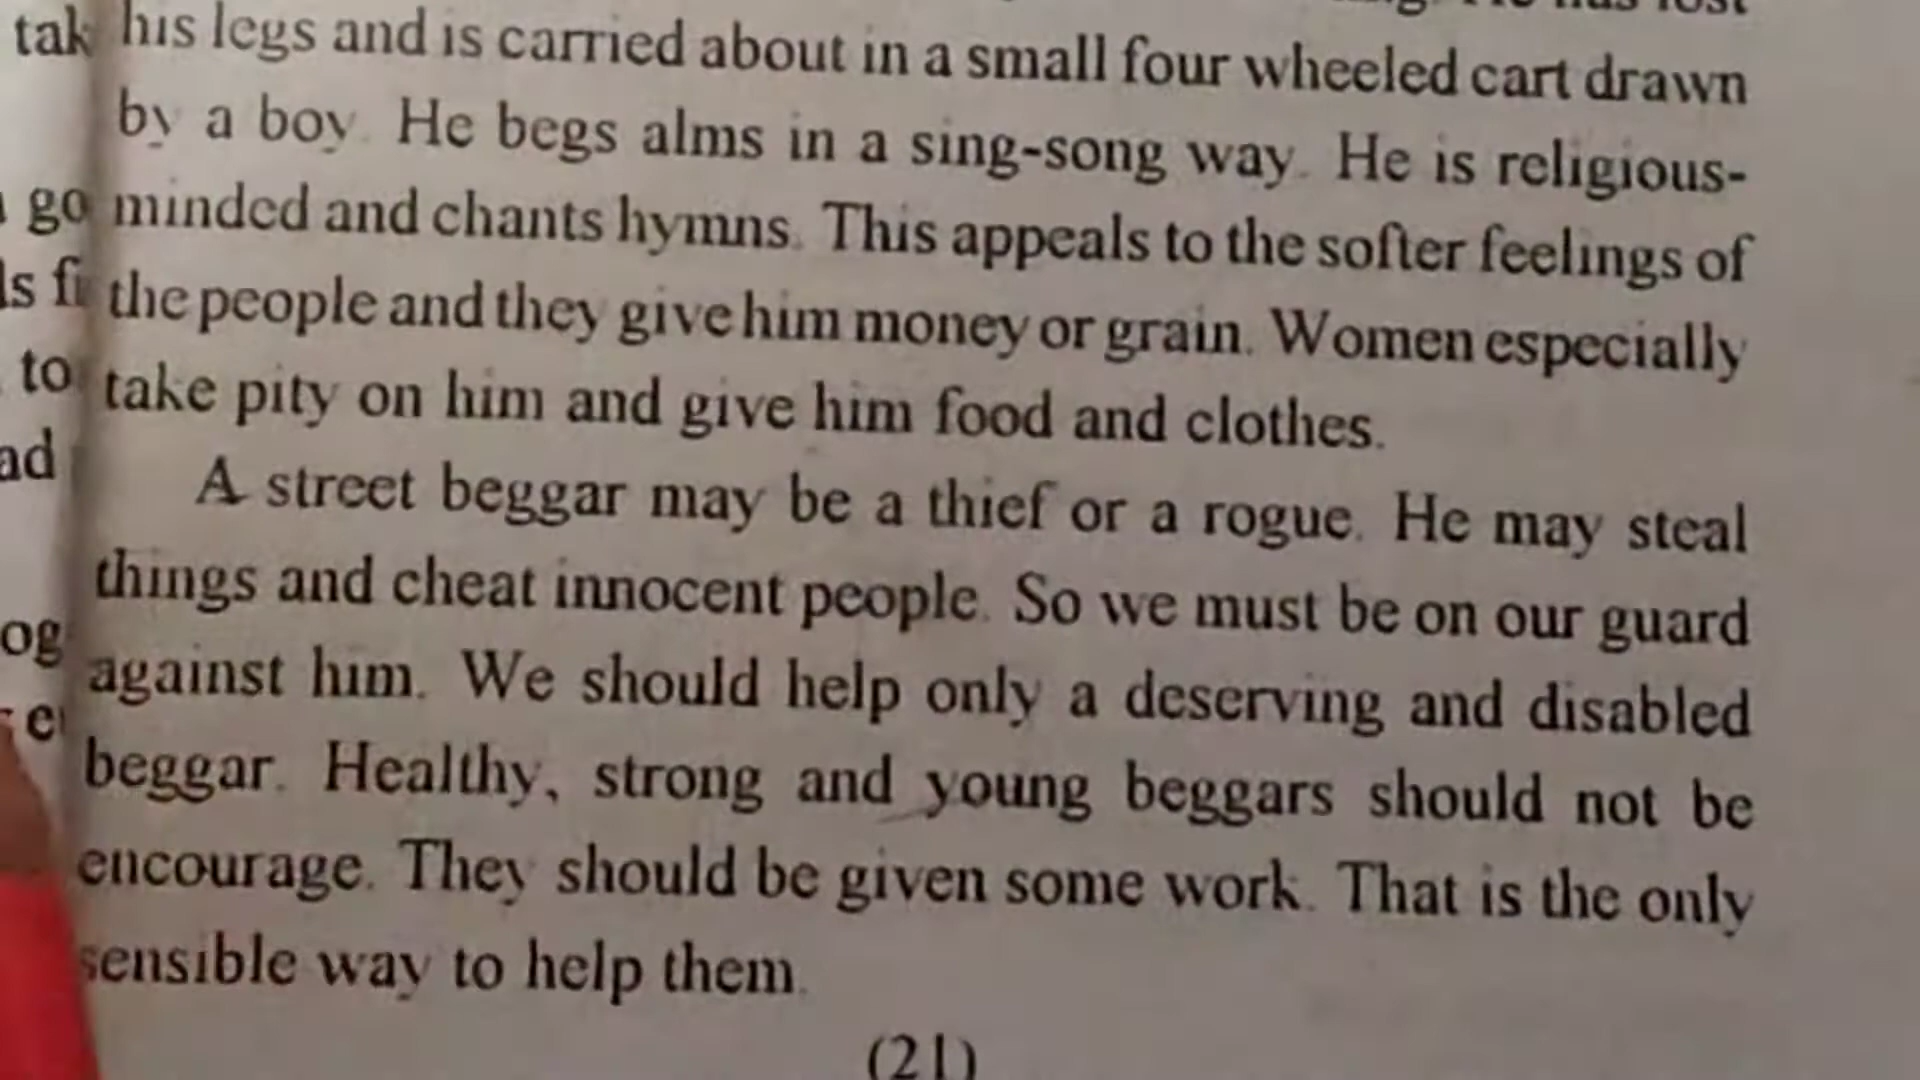 lost
his legs and is carried about in a small four wheeled cart drawn
by a boy. He begs alms in a sing-song way. He is religious-
minded and chants hymns. This appeals to the softer feelings of
the people and they give him money or grain. Women especially
take pity on him and give him food and clothes.
A street beggar may be a thief or a rogue. He may steal
things and cheat innocent people. So we must be on our guard
against him. We should help only a deserving and disabled
beggar. Healthy, strong and young beggars should not be
encourage. They should be given some work. That is the only
sensible way to help them.
(21)
tak
go
to